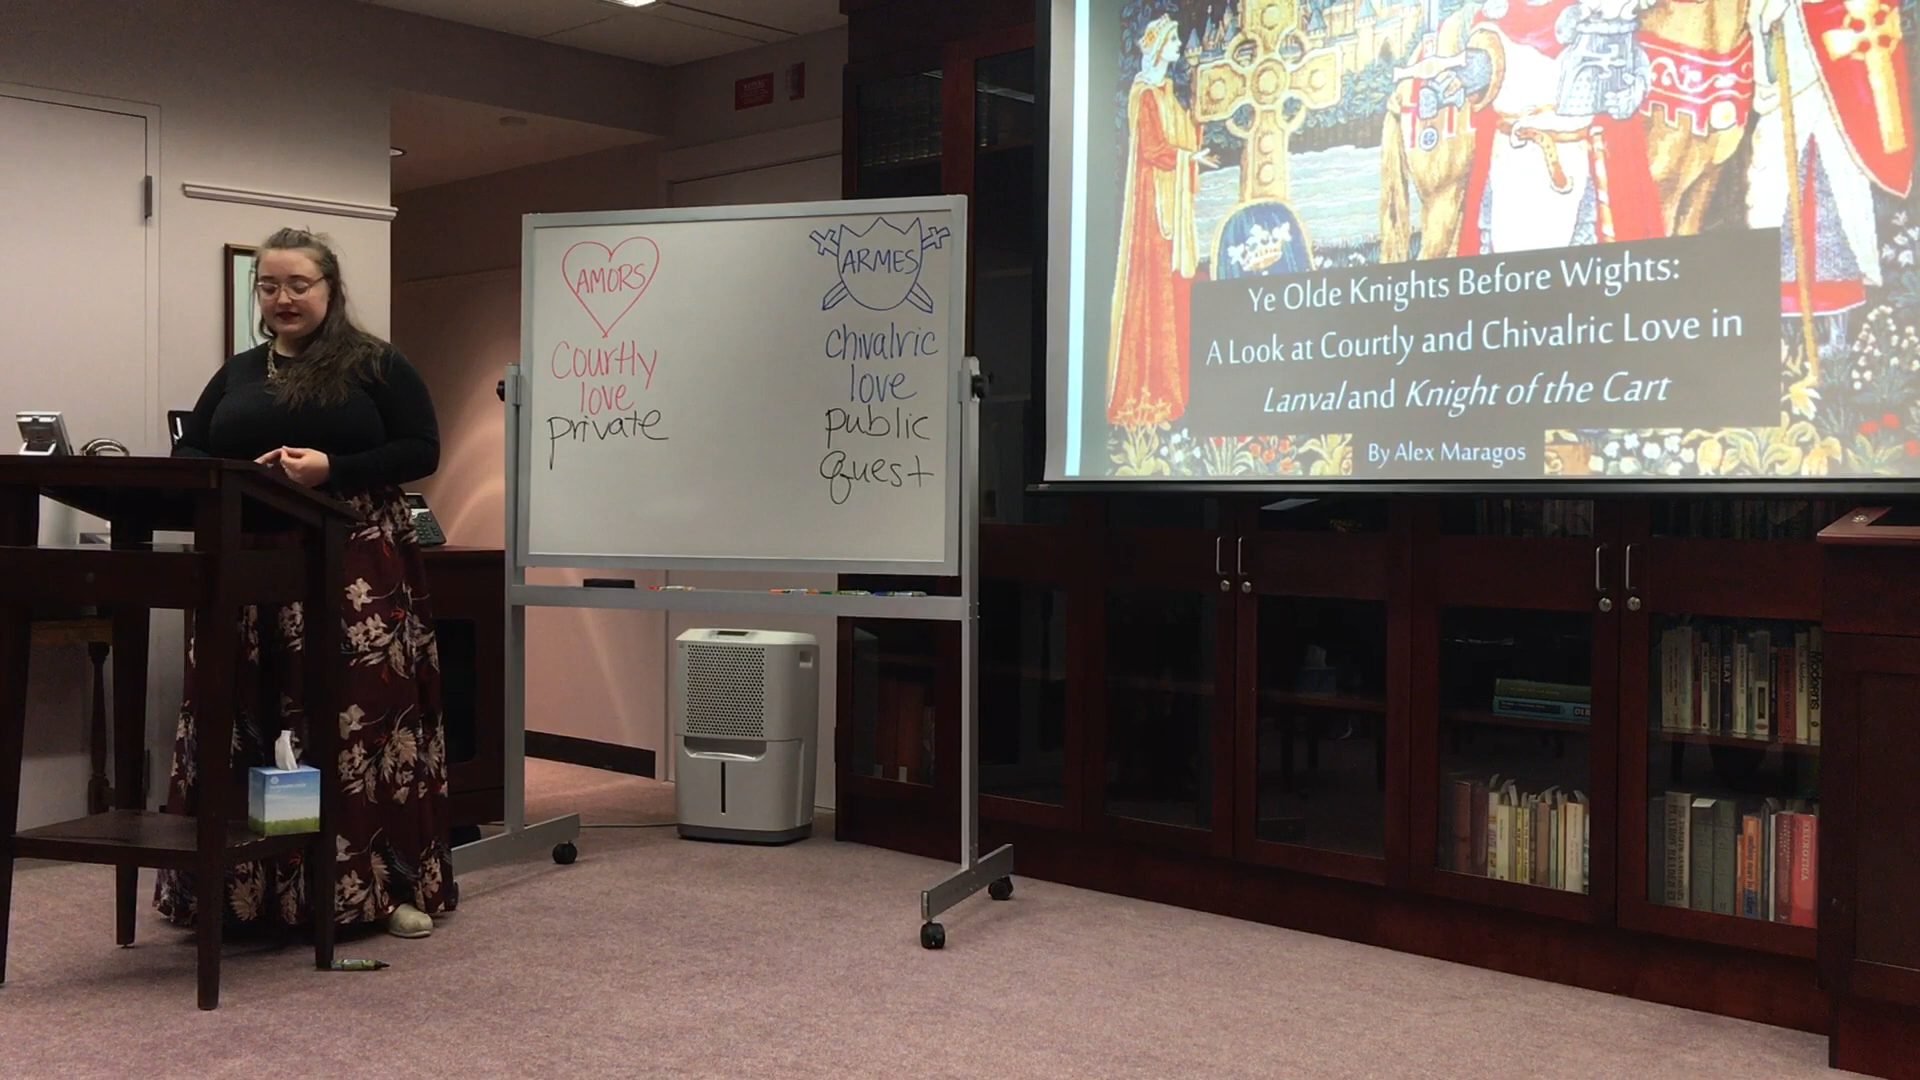 AMORS
Courtly
love
private
ARMES
chivalric
love
public
quest
Ye Olde Knights Before Wights:
A Look at Courtly and Chivalric Love in
Lanval and Knight of the Cart
By Alex Maragos